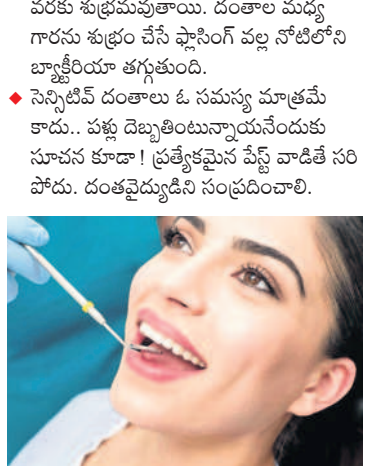 వరకు శుభ్రమవుతాయి. దంతాల మధ్య
గారను శుభ్రం చేసే ఫ్లాసింగ్ వల్ల నోటిలోని
బ్యాక్టీరియా తగ్గుతుంది.
◆ సెన్సిటివ్ దంతాలు ఓ సమస్య మాత్రమే
కాదు.. పళ్లు దెబ్బతింటున్నాయనేందుకు
సూచన కూడా! ప్రత్యేకమైన పేస్ట్ వాడితే సరి
పోదు. దంతవైద్యుడిని సంప్రదించాలి.